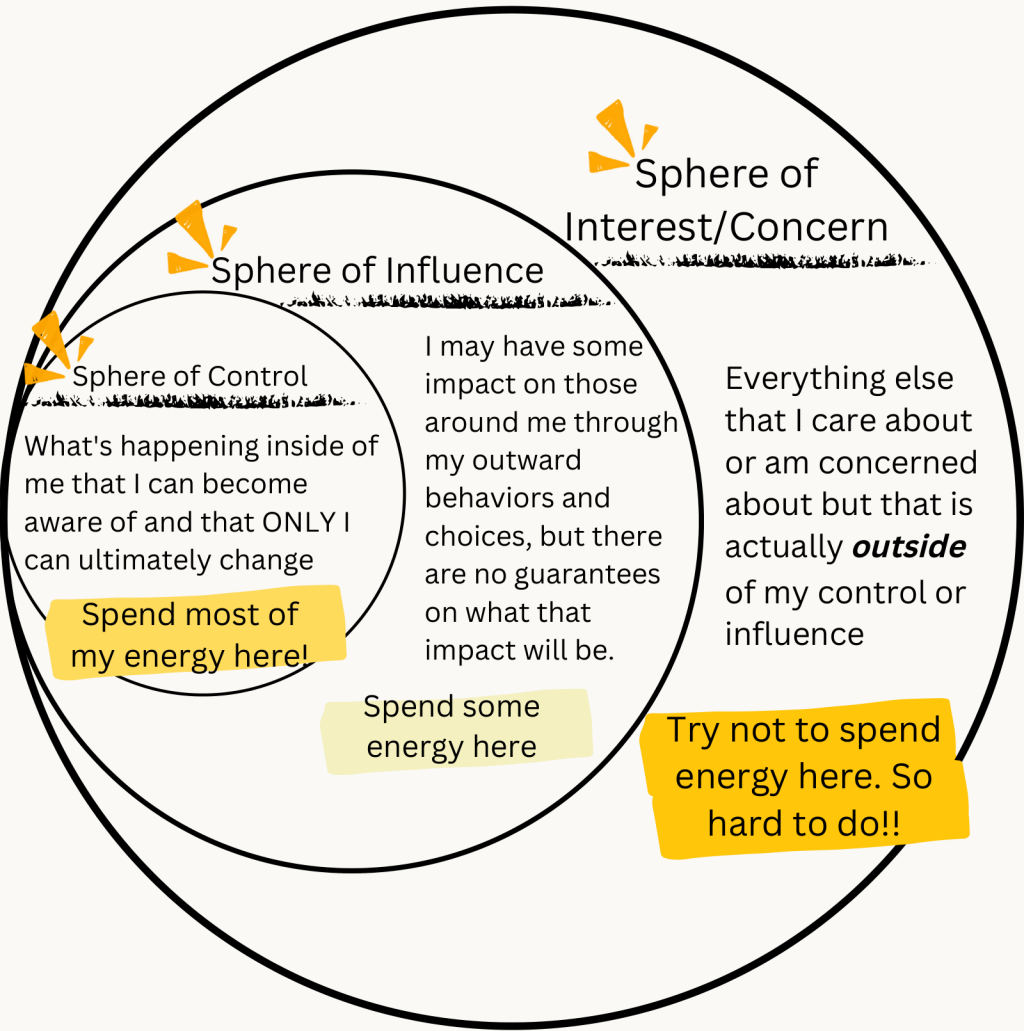 Sphere of
Interest/Concern
Sphere of Influence
Sphere of Control
What's happening inside of
me that I can become
aware of and that ONLY I
can ultimately change
Spend most of
my energy here!
I may have some
impact on those
around me through
my outward
behaviors and
choices, but there
are no guarantees
on what that
impact will be.
Spend some
energy here
Everything else
that I care about
or am concerned
about but that is
actually outside
of my control or
influence
Try not to spend
energy here. So
hard to do!!